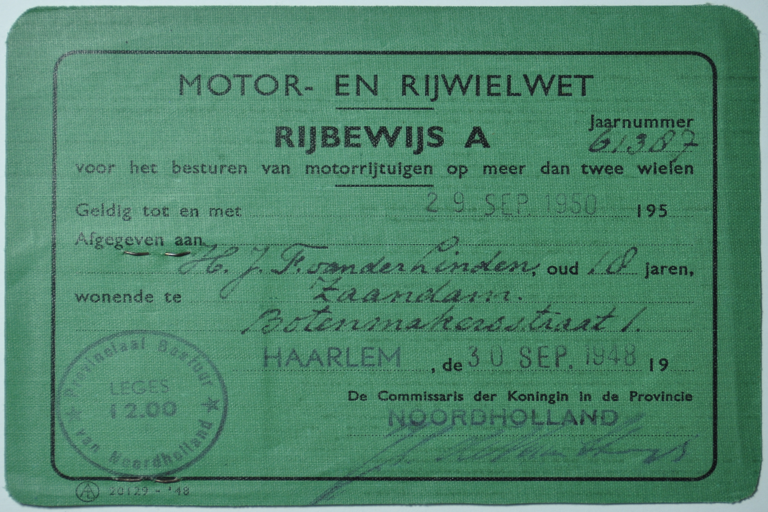 MOTOR- EN RIJWIELWET
RIJBEWIJS A
Jaarnummer
61387
voor het besturen van motorrijtuigen op meer dan twee wielen
Geldig tot en met 29. SEP. 1950 195
Afgegeven aan
H. J. F. van der Linden, oud 18 jaren,
wonende te Zaandam.
Botenmakersstraat 1.
HAARLEM, de 30 SEP. 1948 19
De Commissaris der Koningin in de Provincie
NOORDHOLLAND
Provinciaal Bestuur
LEGES
12.00
van Noordholland
20129 - '48